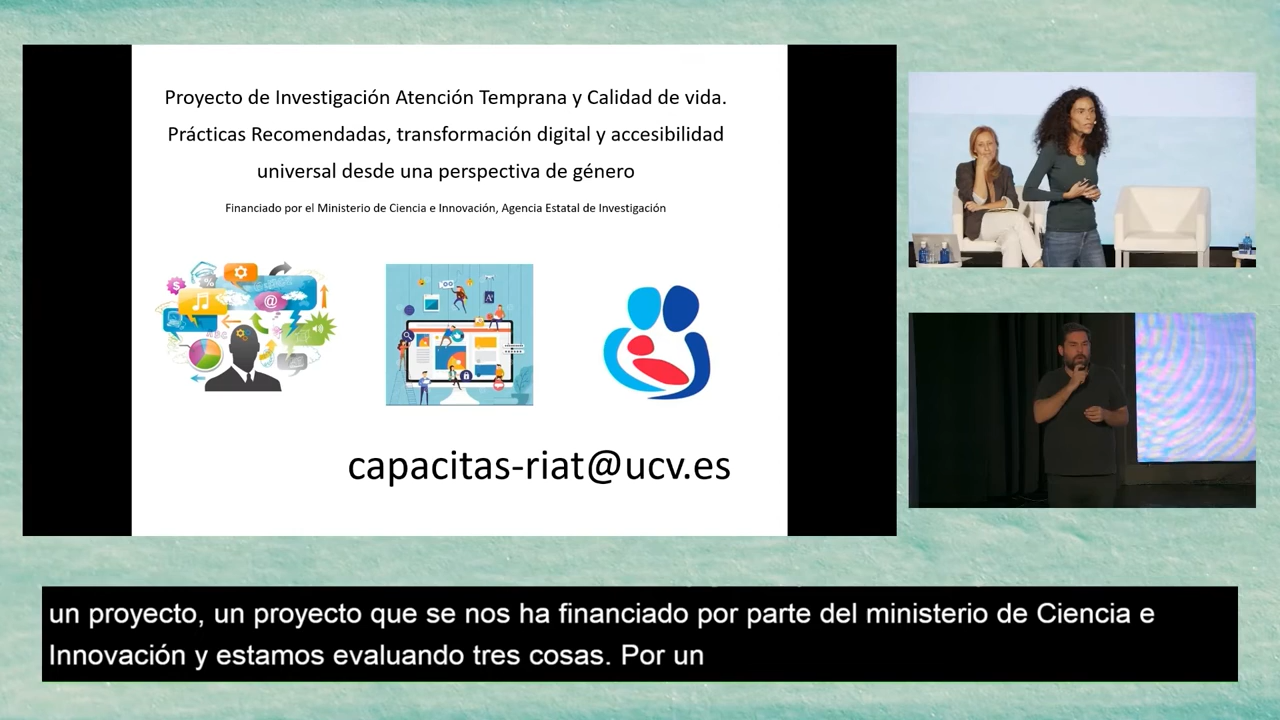 Proyecto de Investigación Atención Temprana y Calidad de vida.
Prácticas Recomendadas, transformación digital y accesibilidad
universal desde una perspectiva de género
Financiado por el Ministerio de Ciencia e Innovación, Agencia Estatal de Investigación
capacitas-riat@ucv.es
un proyecto, un proyecto que se nos ha financiado por parte del ministerio de Ciencia e
Innovación y estamos evaluando tres cosas. Por un